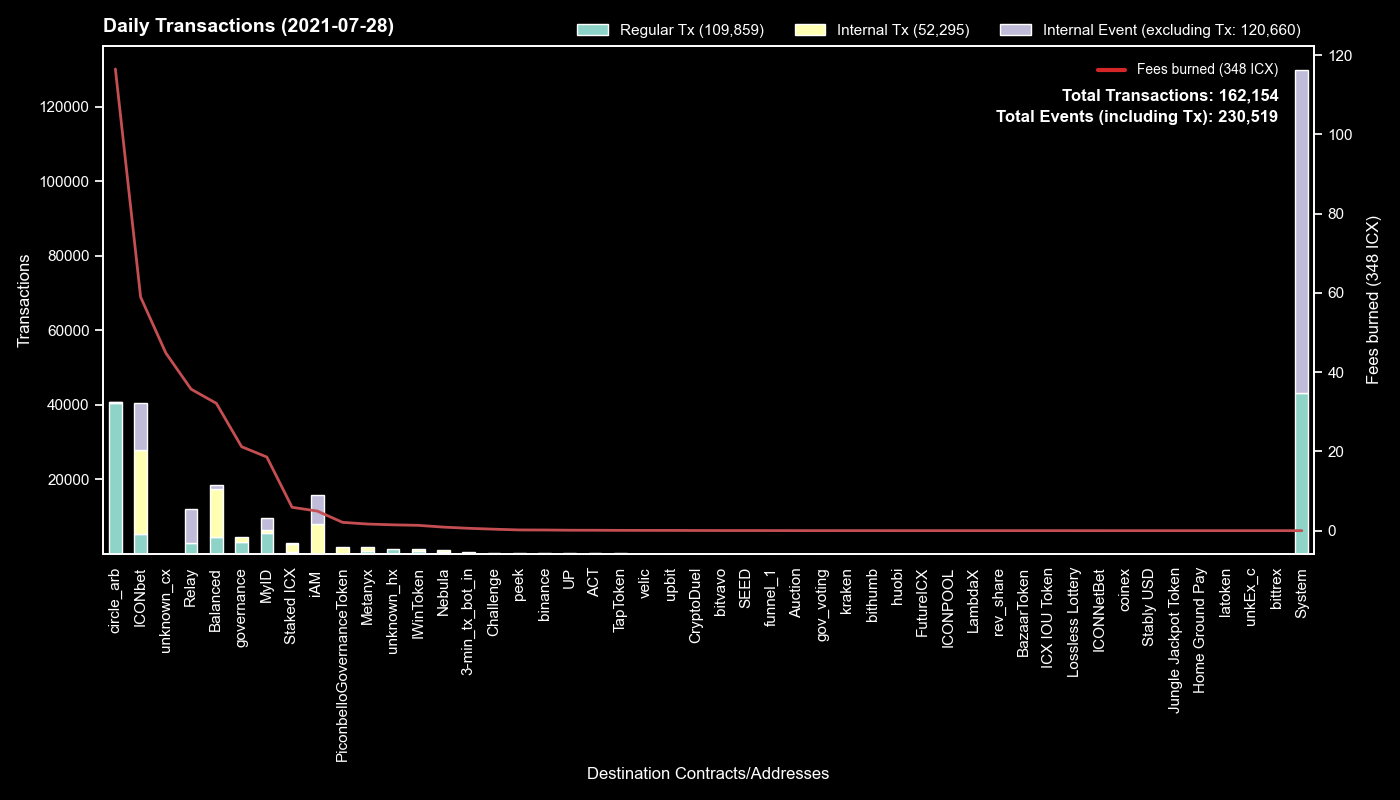 Daily Transactions (2021-07-28)
Regular Tx (109,859)
Internal Tx (52,295)
Internal Event (excluding Tx: 120,660)
Fees burned (348 ICX)
Total Transactions: 162,154
Total Events (including Tx): 230,519
Transactions
120000
100000
80000
60000
40000
20000
120
100
80
60
40
20
0
Fees burned (348 ICX)
circle_arb
ICONbet
unknown_cx
Relay
Balanced
governance
MyID
Staked ICX
iAM
PiconbelloGovernanceToken
Metanyx
unknown_hx
IWinToken
Nebula
3-min_tx_bot_in
Challenge
peek
binance
UP
ACT
TapToken
velic
upbit
CryptoDuel
bitvavo
SEED
funnel_1
Auction
gov_voting
kraken
bithumb
huobi
FutureICX
ICONPOOL
LambdaX
rev_share
BazaarToken
ICX IOU Token
Lossless Lottery
ICONNetBet
coinex
Stably USD
Jungle Jackpot Token
Home Ground Pay
latoken
unkEx_c
bittrex
System
Destination Contracts/Addresses